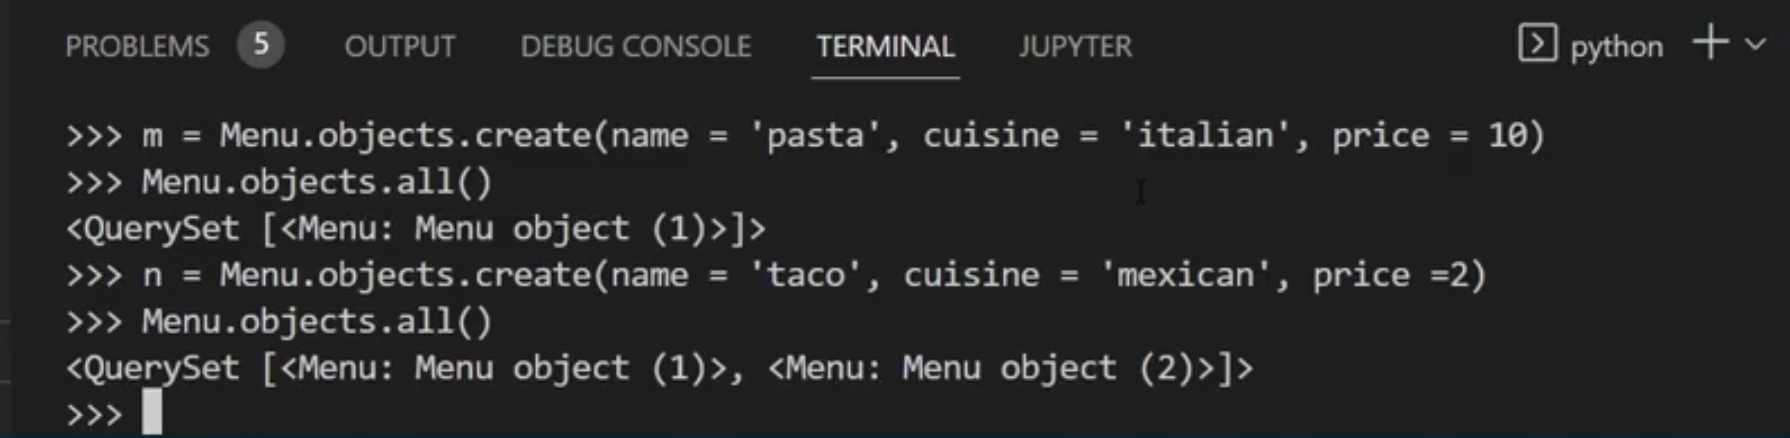 PROBLEMS 5 OUTPUT DEBUG CONSOLE TERMINAL JUPYTER python
>>> m = Menu.objects.create(name = 'pasta', cuisine = 'italian', price = 10)
>>> Menu.objects.all()
<QuerySet [<Menu: Menu object (1)>]>
>>> n = Menu.objects.create(name = 'taco', cuisine = 'mexican', price =2)
>>> Menu.objects.all()
<QuerySet [<Menu: Menu object (1)>, <Menu: Menu object (2)>]>
>>>